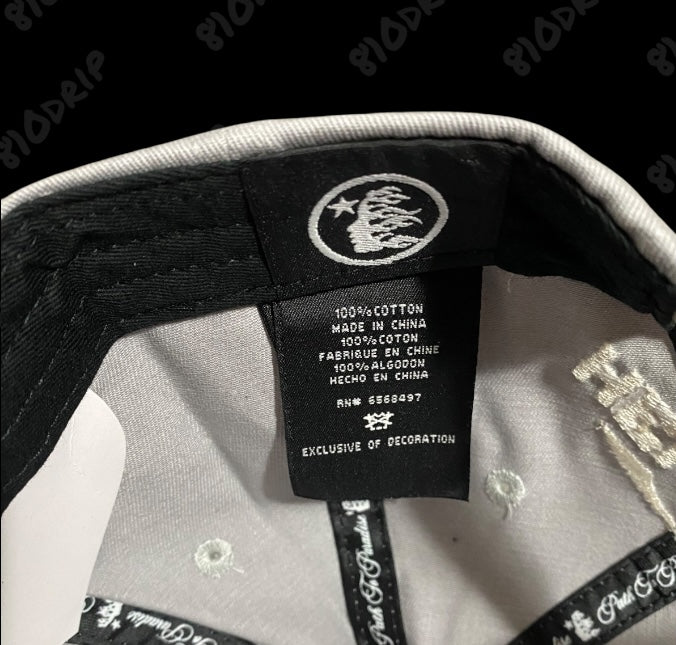 810DRIP
810DRIP
810DRIP
810DRIP
810DRIP
100% COTTON
MADE IN CHINA
100% COTON
FABRIQUE EN CHINE
100% ALGODON
HECHO EN CHINA
RN# 6568497
EXCLUSIVE OF DECORATION
Path To Paradise
To Paradise
Path To P